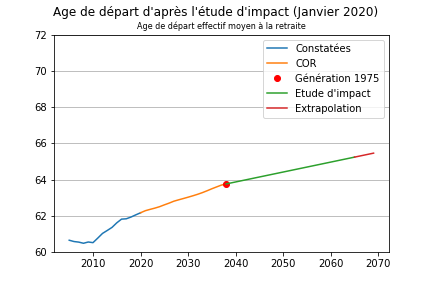 Age de départ d'après l'étude d'impact (Janvier 2020)
Age de départ effectif moyen à la retraite
72
70
68
66
64
62
60
Constatées
COR
Génération 1975
Etude d'impact
Extrapolation
2010 2020 2030 2040 2050 2060 2070